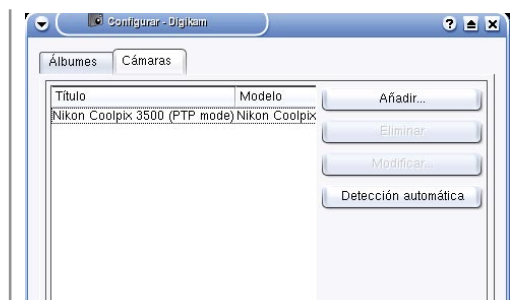 Configurar - Digikam
Álbumes Cámaras
Título Modelo
Nikon Coolpix 3500 (PTP mode) Nikon Coolpix
Añadir...
Eliminar
Modificar...
Detección automática